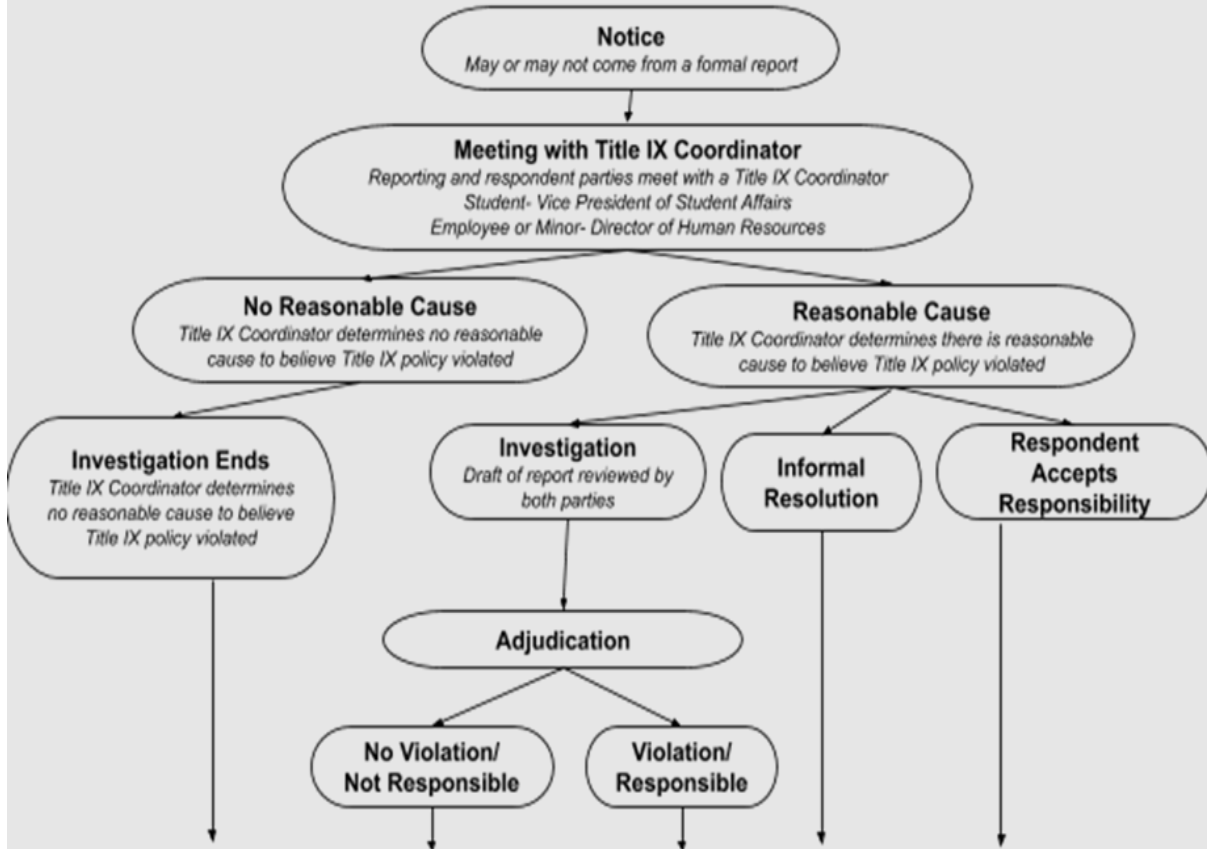 Notice
May or may not come from a formal report
Meeting with Title IX Coordinator
Reporting and respondent parties meet with a Title IX Coordinator
Student- Vice President of Student Affairs
Employee or Minor- Director of Human Resources
No Reasonable Cause
Title IX Coordinator determines no reasonable
cause to believe Title IX policy violated
Reasonable Cause
Title IX Coordinator determines there is reasonable
cause to believe Title IX policy violated
Investigation Ends
Title IX Coordinator determines
no reasonable cause to believe
Title IX policy violated
Investigation
Draft of report reviewed by
both parties
Informal
Resolution
Respondent
Accepts
Responsibility
Adjudication
No Violation/
Not Responsible
Violation/
Responsible